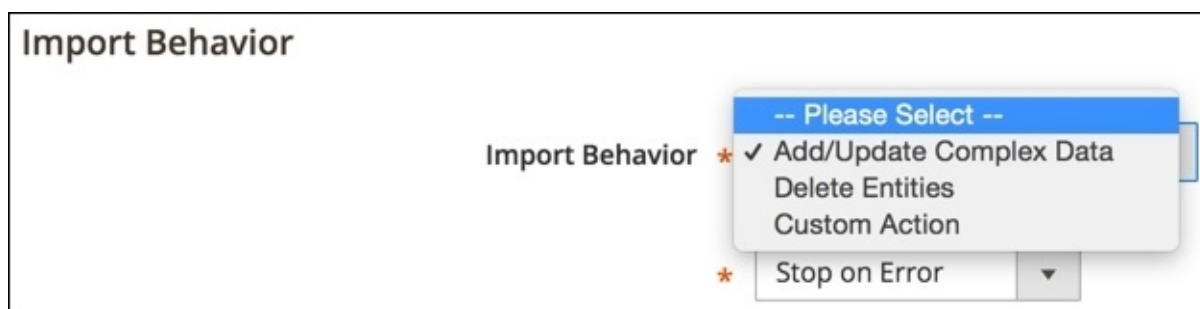 Import Behavior
-- Please Select --
Import Behavior * ✓ Add/Update Complex Data
Delete Entities
Custom Action
* Stop on Error